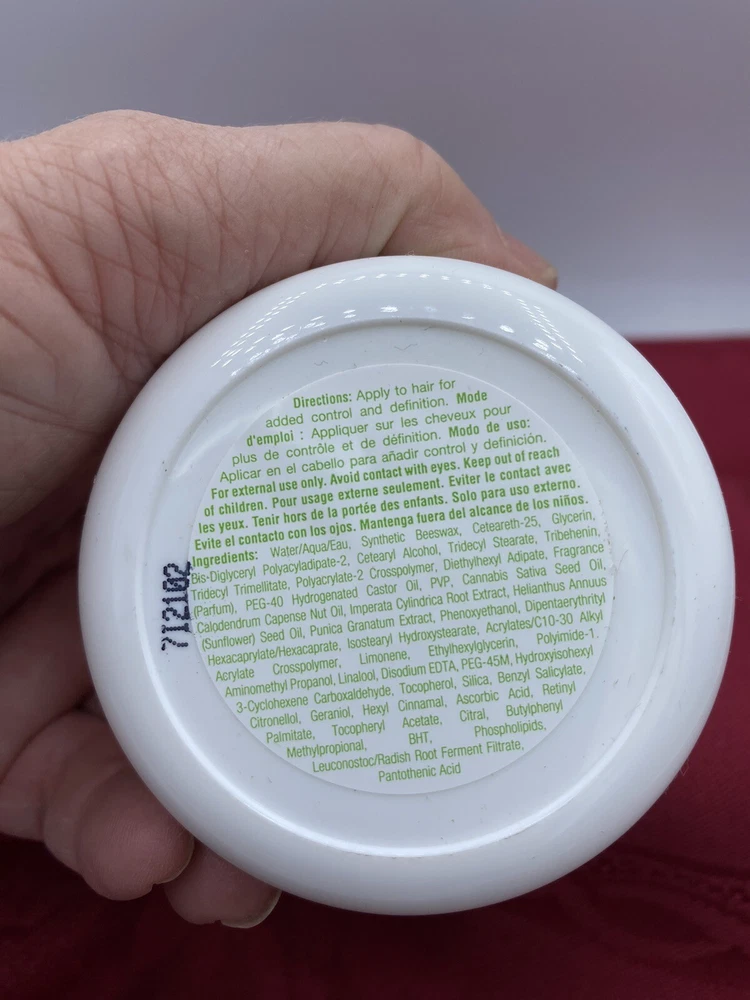 Directions: Apply to hair for
added control and definition. Mode
d'emploi : Appliquer sur les cheveux pour
plus de contrôle et de définition. Modo de uso:
Aplicar en el cabello para añadir control y definición.
For external use only. Avoid contact with eyes. Keep out of reach
of children. Pour usage externe seulement. Eviter le contact avec
les yeux. Tenir hors de la portée des enfants. Solo para uso externo.
Evite el contacto con los ojos. Mantenga fuera del alcance de los niños.
Ingredients: Water/Aqua/Eau, Synthetic Beeswax, Ceteareth-25, Glycerin,
Bis-Diglyceryl Polyacyladipate-2, Cetearyl Alcohol, Tridecyl Stearate, Tribehenin,
Tridecyl Trimellitate, Polyacrylate-2 Crosspolymer, Diethylhexyl Adipate, Fragrance
(Parfum), PEG-40 Hydrogenated Castor Oil, PVP, Cannabis Sativa Seed Oil,
Calodendrum Capense Nut Oil, Imperata Cylindrica Root Extract, Helianthus Annuus
(Sunflower) Seed Oil, Punica Granatum Extract, Phenoxyethanol, Dipentaerythrityl
Hexacaprylate/Hexacaprate, Isostearyl Hydroxystearate, Acrylates/C10-30 Alkyl
Acrylate Crosspolymer, Limonene, Ethylhexylglycerin, Polyimide-1,
Aminomethyl Propanol, Linalool, Disodium EDTA, PEG-45M, Hydroxyisohexyl
3-Cyclohexene Carboxaldehyde, Tocopherol, Silica, Benzyl Salicylate,
Citronellol, Geraniol, Hexyl Cinnamal, Ascorbic Acid, Retinyl
Palmitate, Tocopheryl Acetate, Citral, Butylphenyl
Methylpropional, BHT, Phospholipids,
Leuconostoc/Radish Root Ferment Filtrate,
Pantothenic Acid
712102